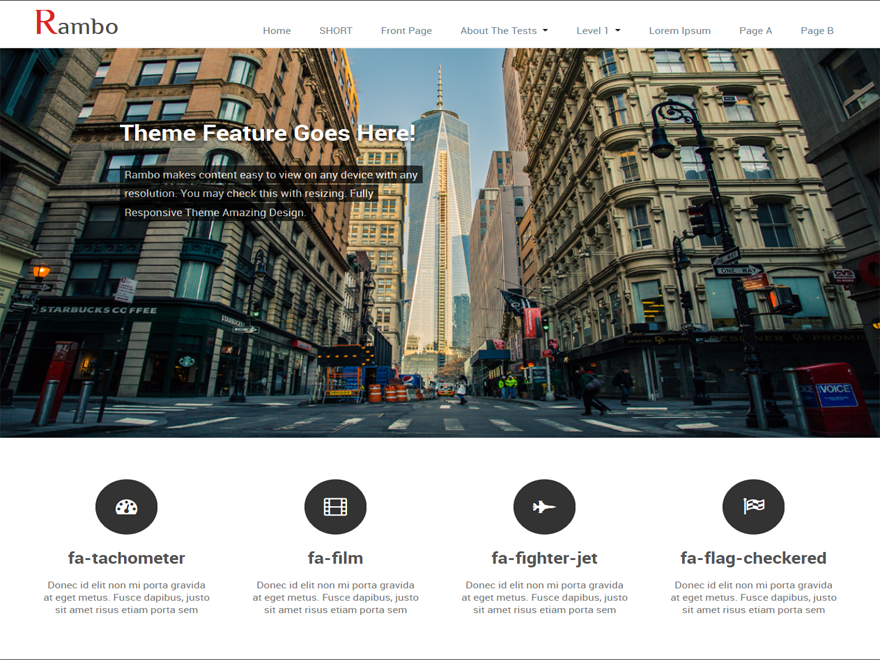 Rambo
Home SHORT Front Page About The Tests Level 1 Lorem Ipsum Page A Page B
Theme Feature Goes Here!
Rambo makes content easy to view on any device with any
resolution. You may check this with resizing. Fully
Responsive Theme Amazing Design.
STARBUCKS COFFEE
ONE WAY
CVS
VOICE
fa-tachometer fa-film fa-fighter-jet fa-flag-checkered
Donec id elit non mi porta gravida Donec id elit non mi porta gravida Donec id elit non mi porta gravida Donec id elit non mi porta gravida
at eget metus. Fusce dapibus, justo at eget metus. Fusce dapibus, justo at eget metus. Fusce dapibus, justo at eget metus. Fusce dapibus, justo
sit amet risus etiam porta sem sit amet risus etiam porta sem sit amet risus etiam porta sem sit amet risus etiam porta sem